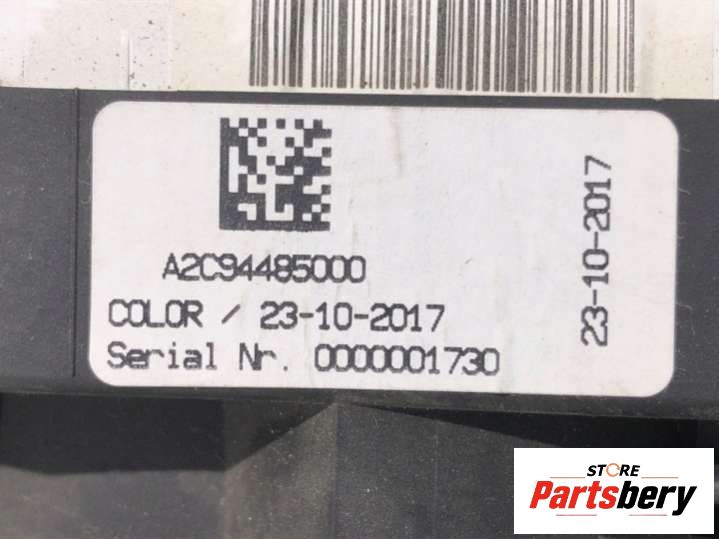 A2C94485000
COLOR / 23-10-2017
Serial Nr. 0000001730
23-10-2017
STORE
Partsbery